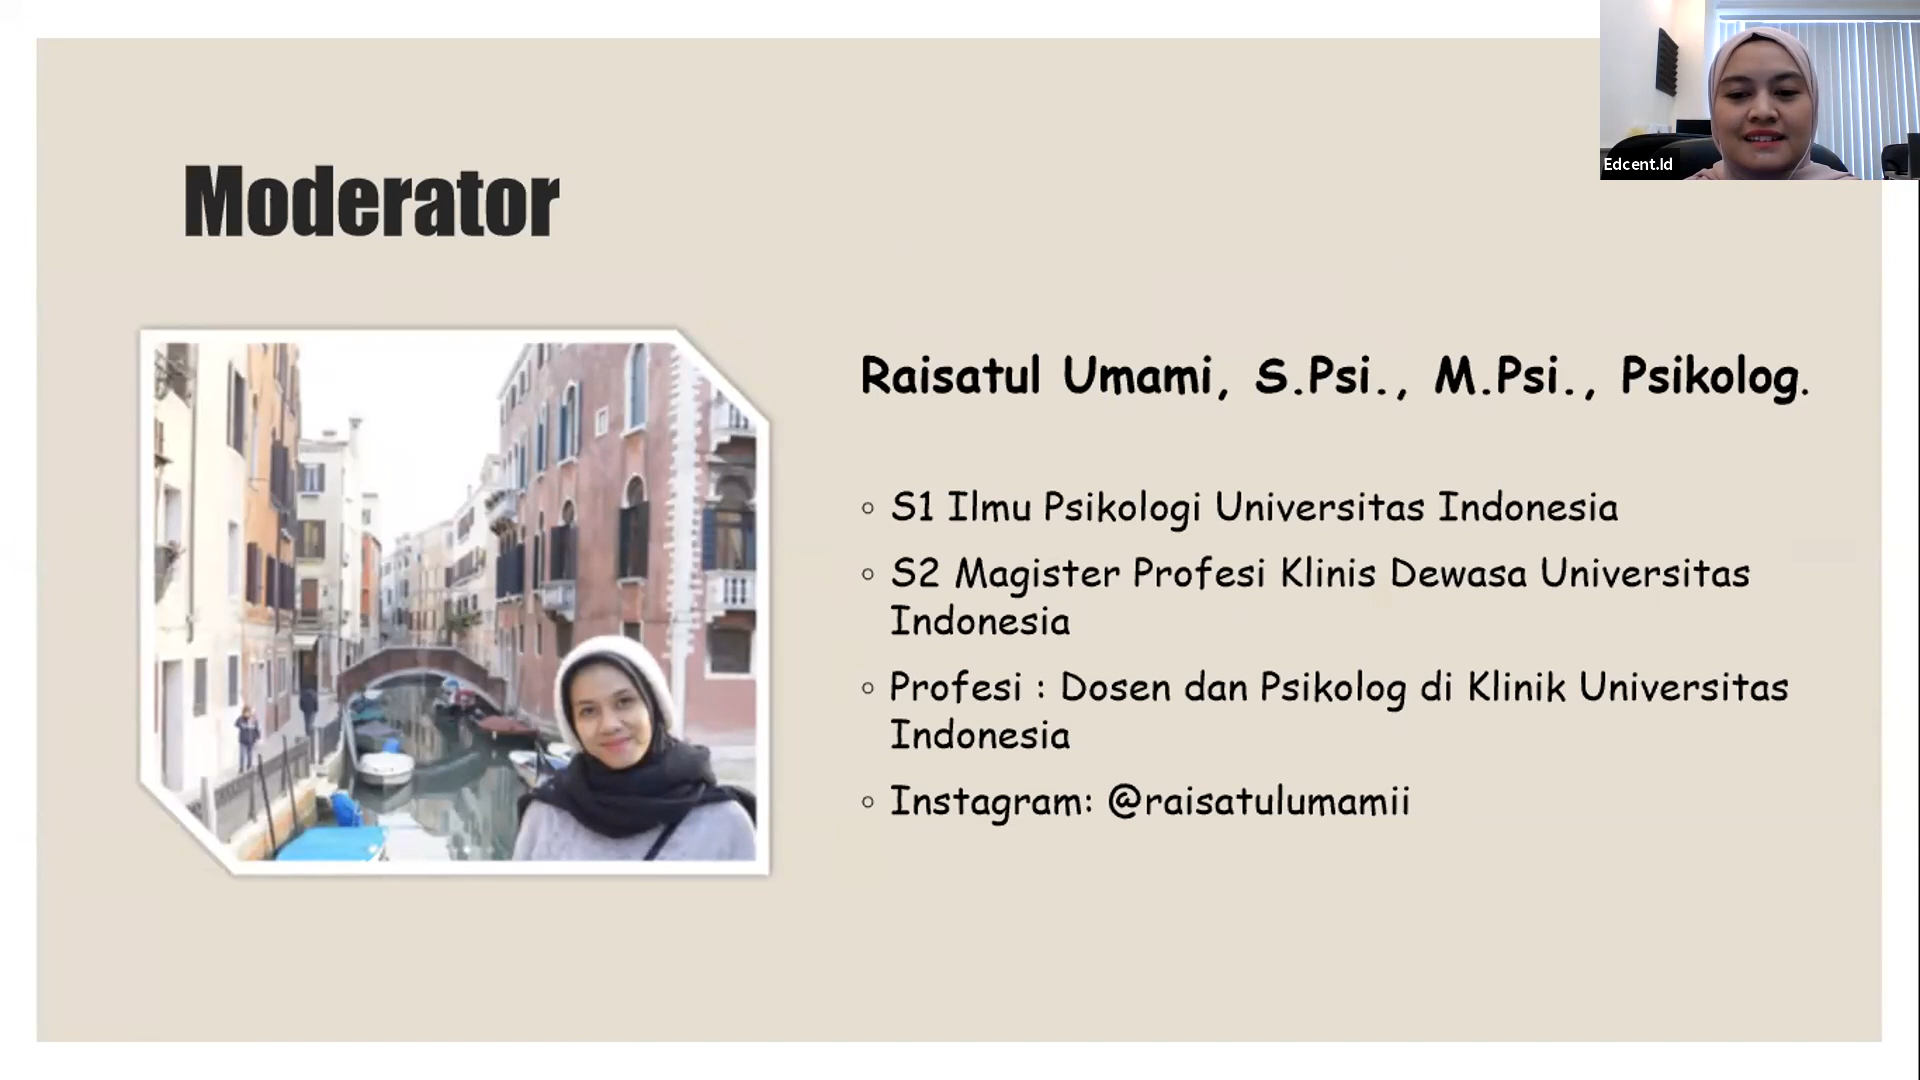 Edcent.Id
Moderator
Raisatul Umami, S.Psi., M.Psi., Psikolog.
◦ S1 Ilmu Psikologi Universitas Indonesia
◦ S2 Magister Profesi Klinis Dewasa Universitas
Indonesia
◦ Profesi : Dosen dan Psikolog di Klinik Universitas
Indonesia
◦ Instagram: @raisatulumamii